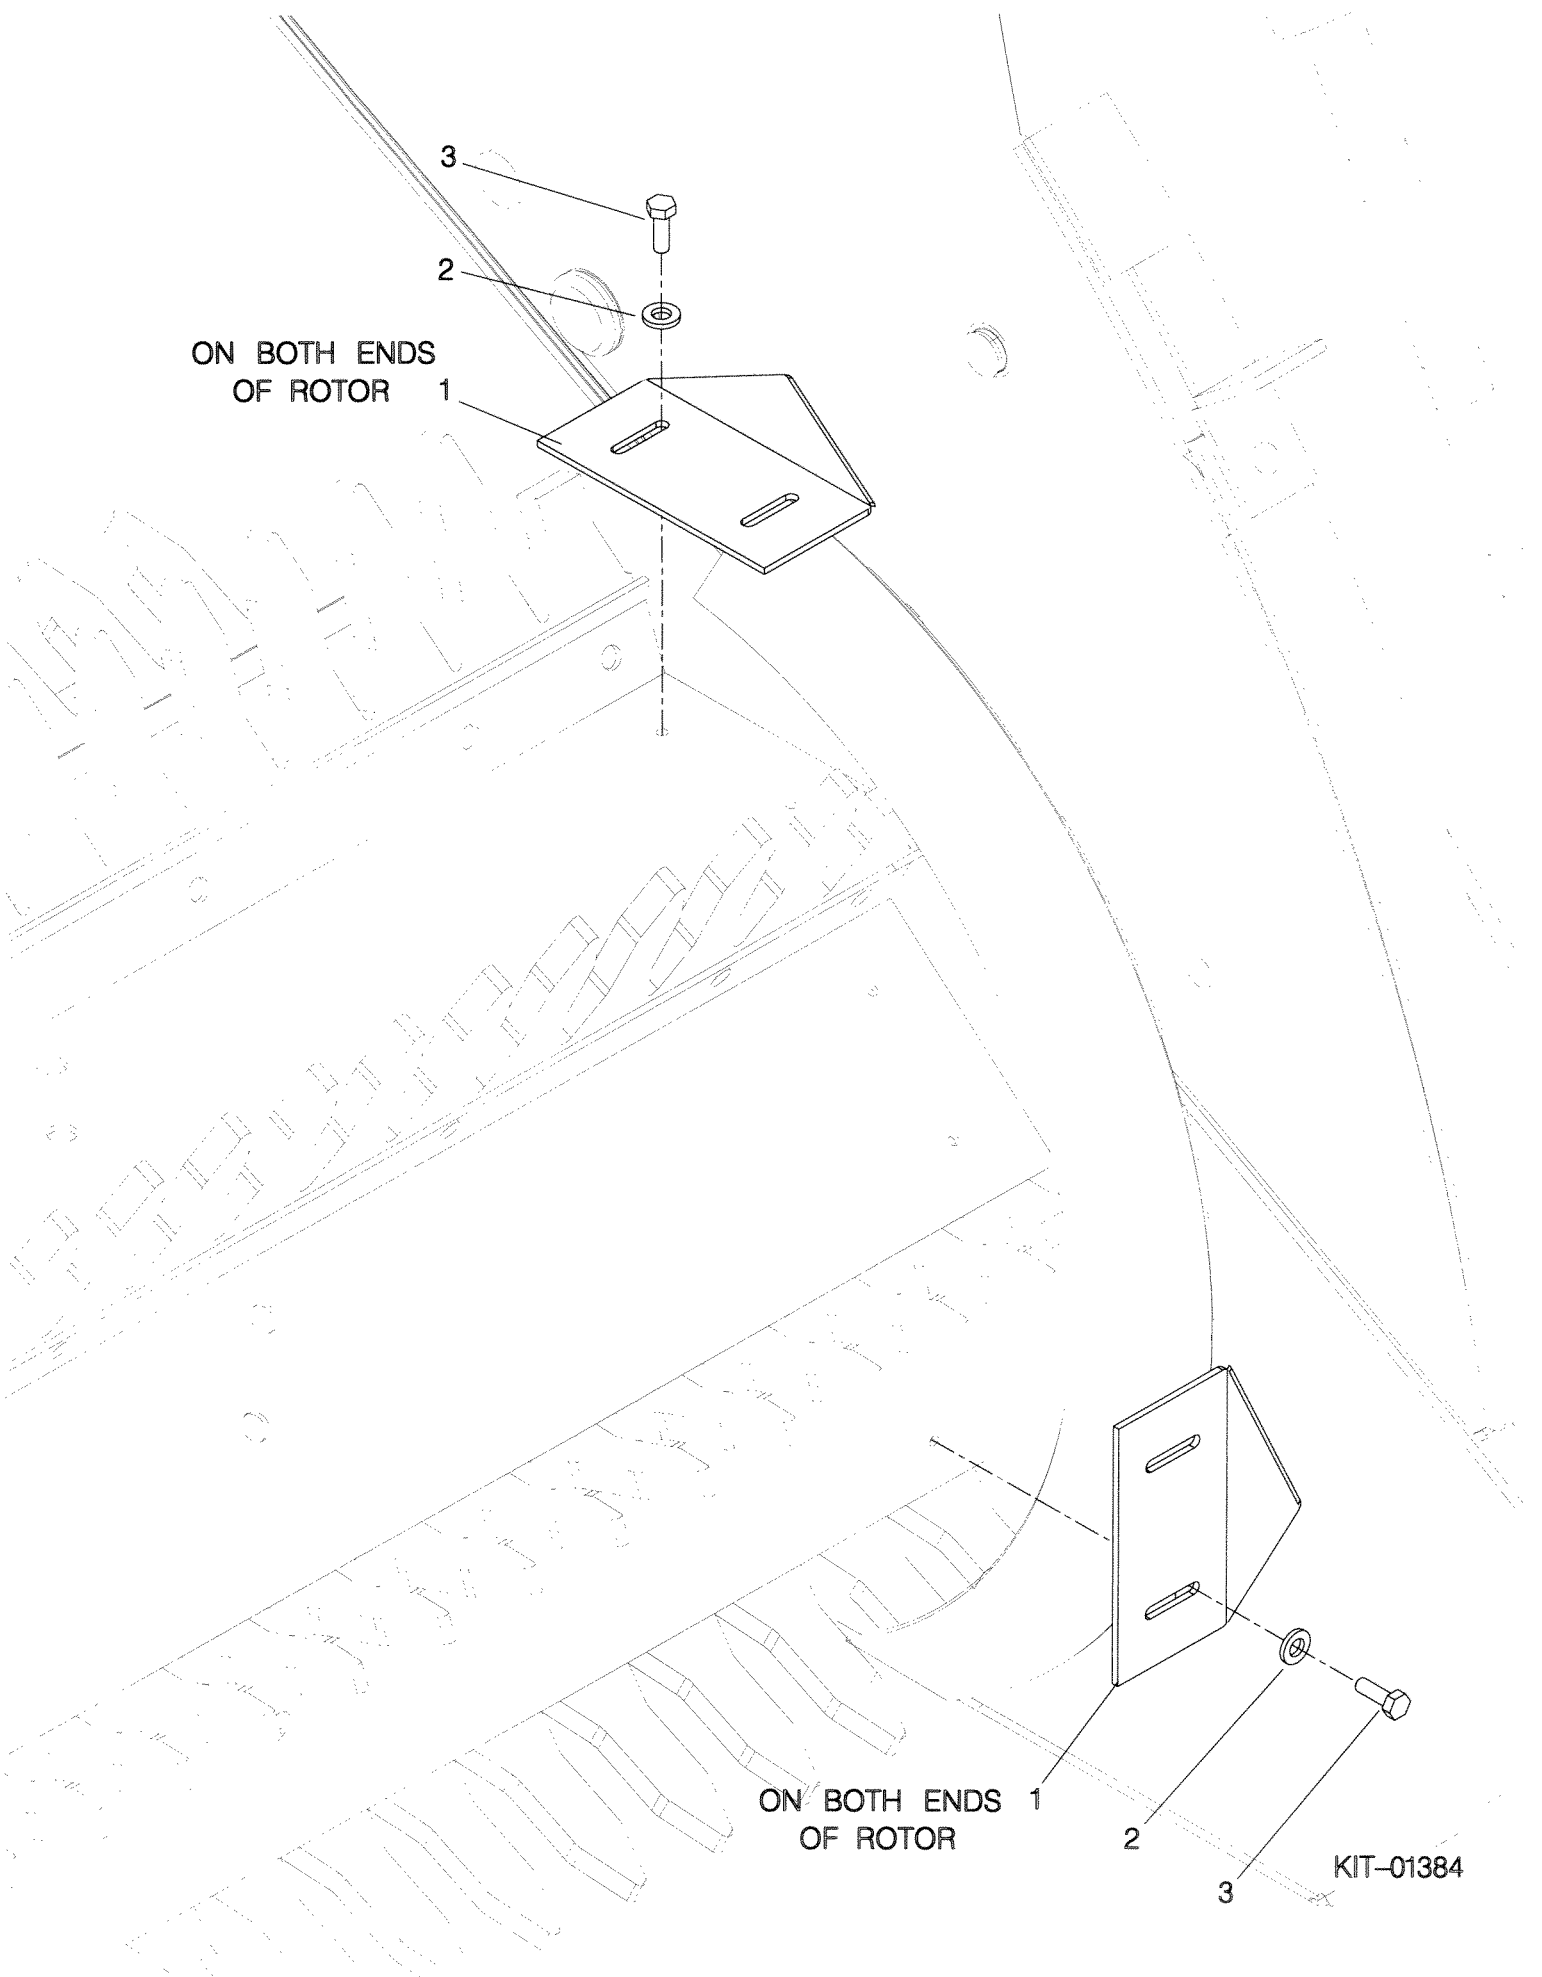 3
2
ON BOTH ENDS
OF ROTOR 1
ON BOTH ENDS 1
OF ROTOR
2
KIT-01384
3